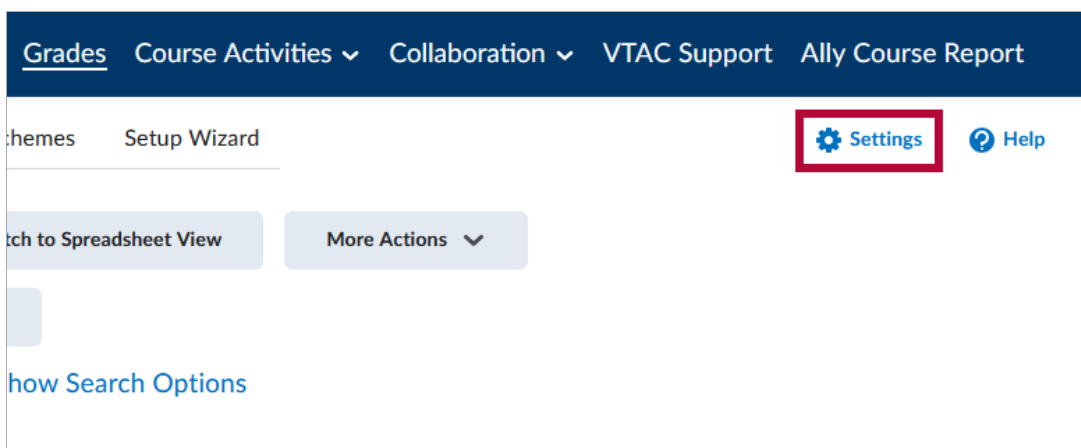 Grades Course Activities Collaboration VTAC Support Ally Course Report
hemes Setup Wizard Settings Help
tch to Spreadsheet View More Actions
how Search Options